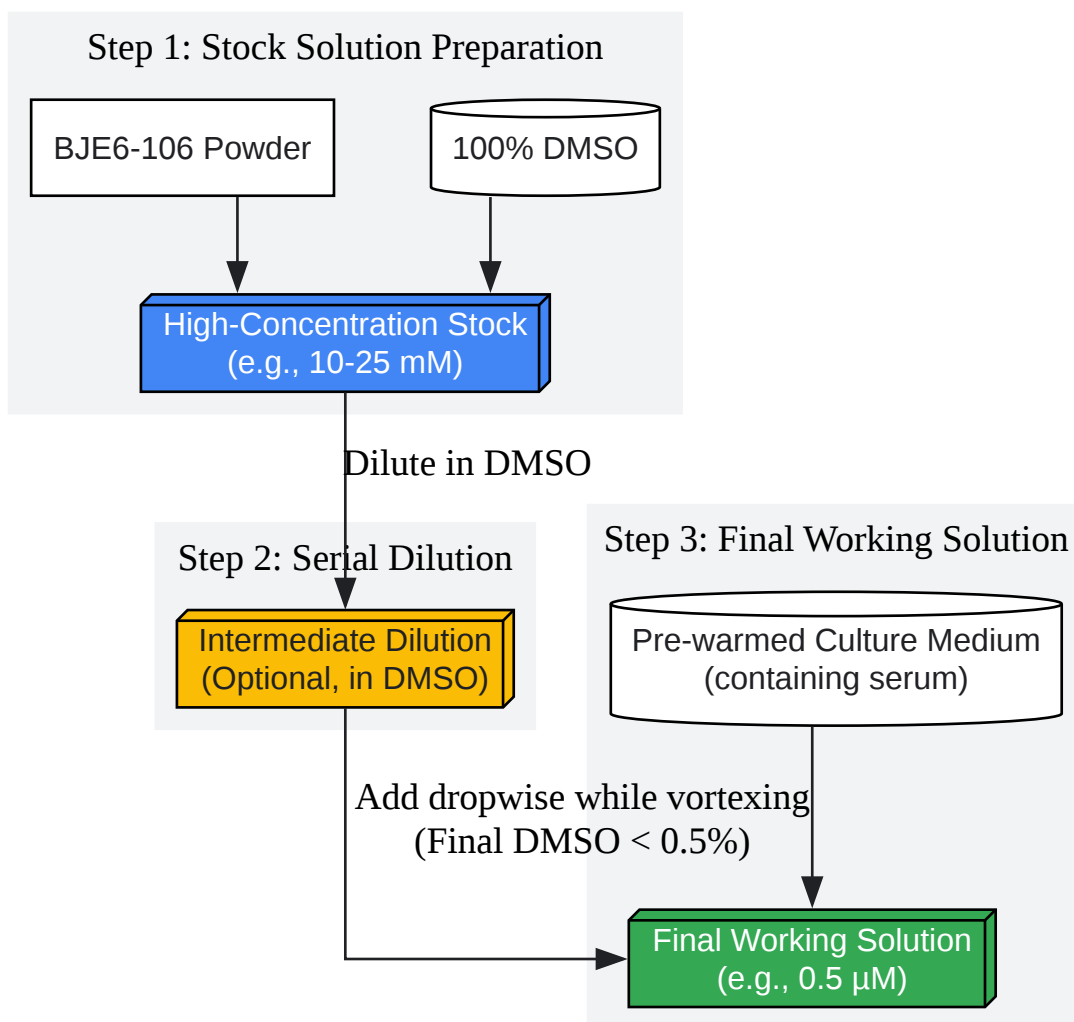 Step 1: Stock Solution Preparation
BJE6-106 Powder
100% DMSO
High-Concentration Stock
(e.g., 10-25 mM)
Dilute in DMSO
Step 2: Serial Dilution
Intermediate Dilution
(Optional, in DMSO)
Step 3: Final Working Solution
Pre-warmed Culture Medium
(containing serum)
Add dropwise while vortexing
(Final DMSO < 0.5%)
Final Working Solution
(e.g., 0.5 µM)